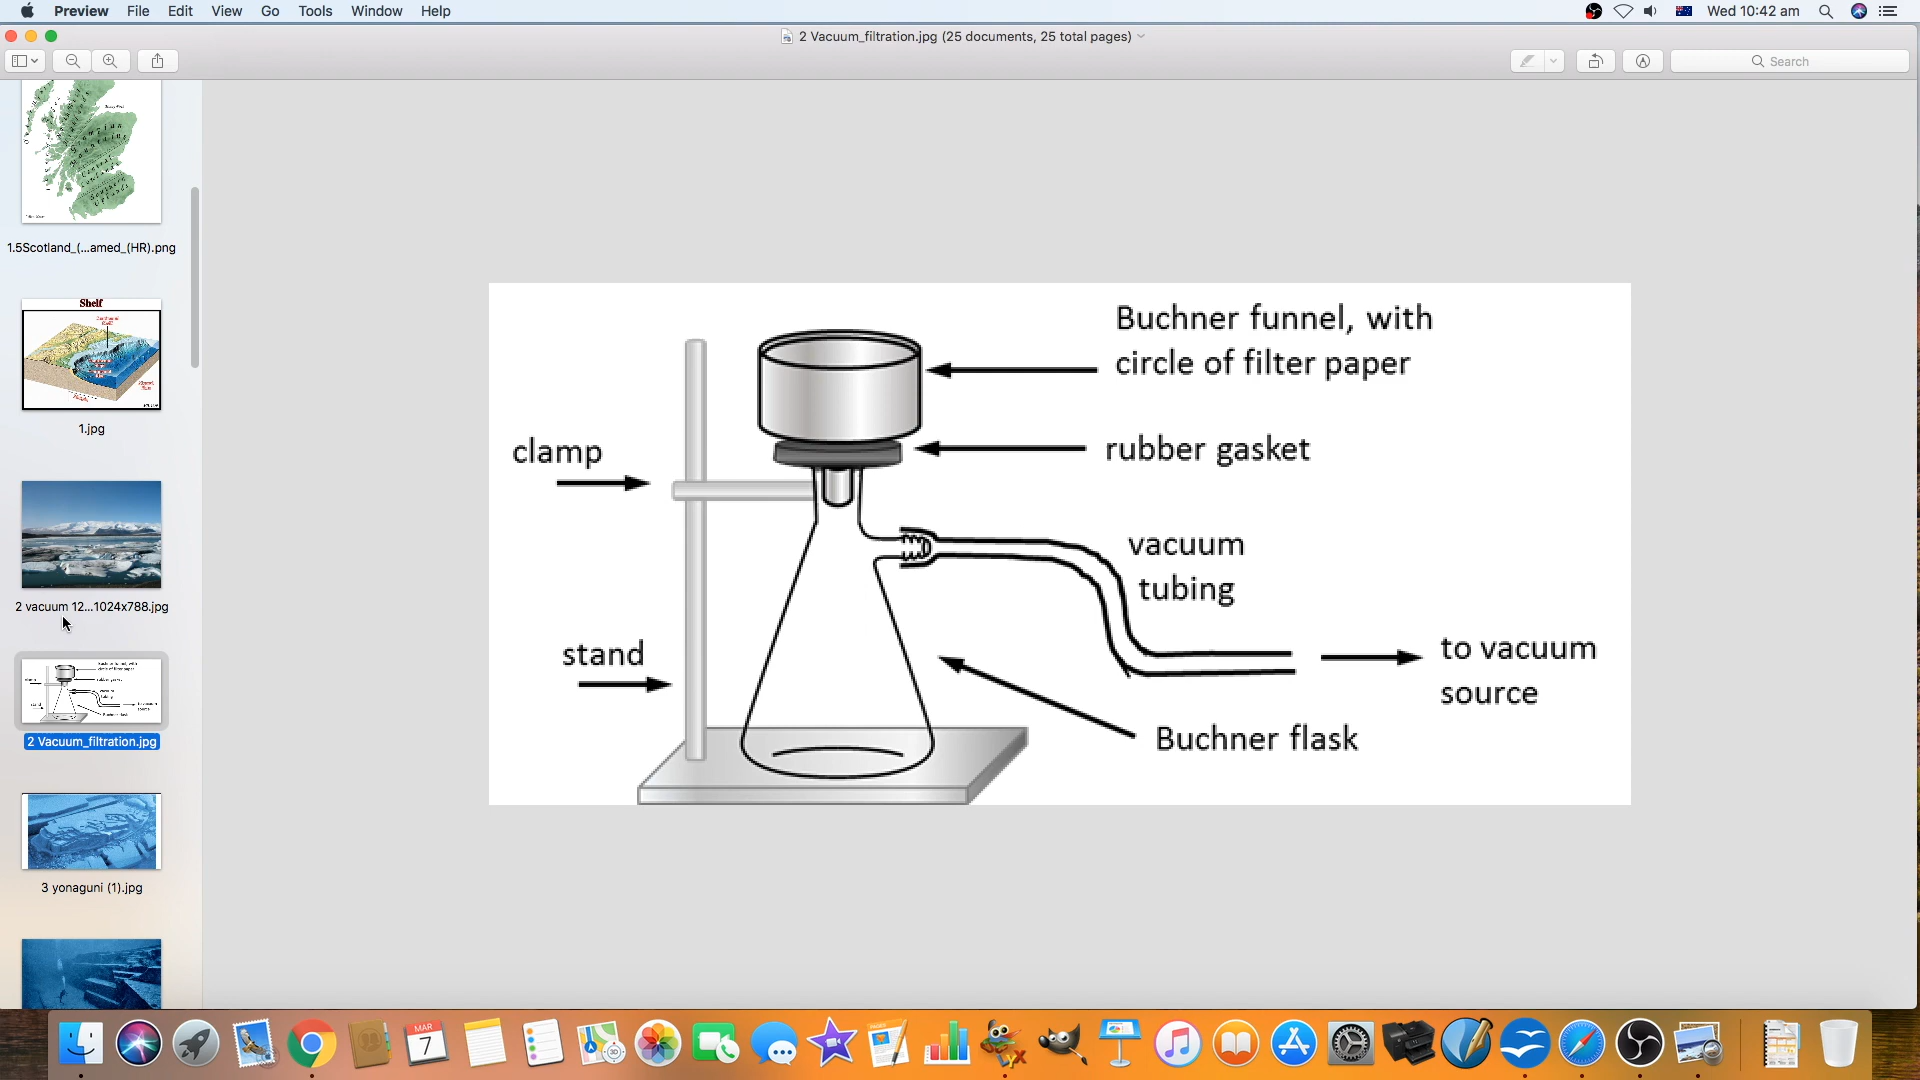 Preview File Edit View Go Tools Window Help
Wed 10:42 am
2 Vacuum_filtration.jpg (25 documents, 25 total pages)
Search
1.5Scotland_(...amed_(HR).png
Shelf
1.jpg
2 vacuum 12...1024x788.jpg
2 Vacuum_filtration.jpg
3 yonaguni (1).jpg
Buchner funnel, with
circle of filter paper
clamp
rubber gasket
vacuum
tubing
stand
to vacuum
source
Buchner flask
MAR
7
PAGES
3D